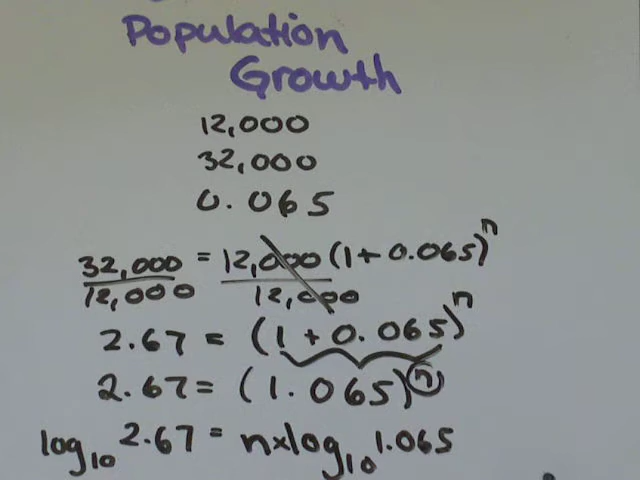 Population
Growth
12,000
32,000
0.065
32,000 = 12,000 (1 + 0.065)^n
12,000 12,000
2.67 = (1 + 0.065)^n
2.67 = (1.065)^n
log₁₀ 2.67 = n x log₁₀ 1.065